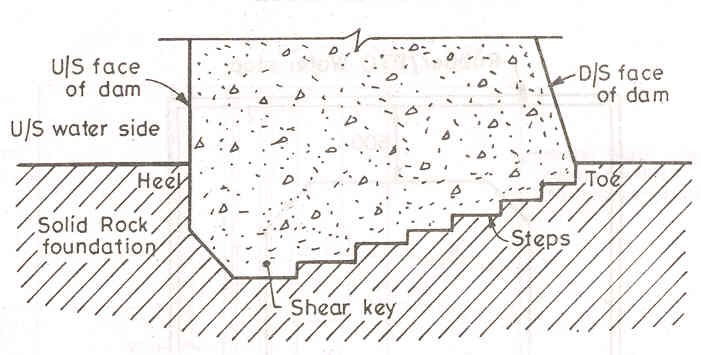 U/S face
of dam
U/S water side
D/S face
of dam
Heel
Toe
Solid Rock
foundation
Steps
Shear key